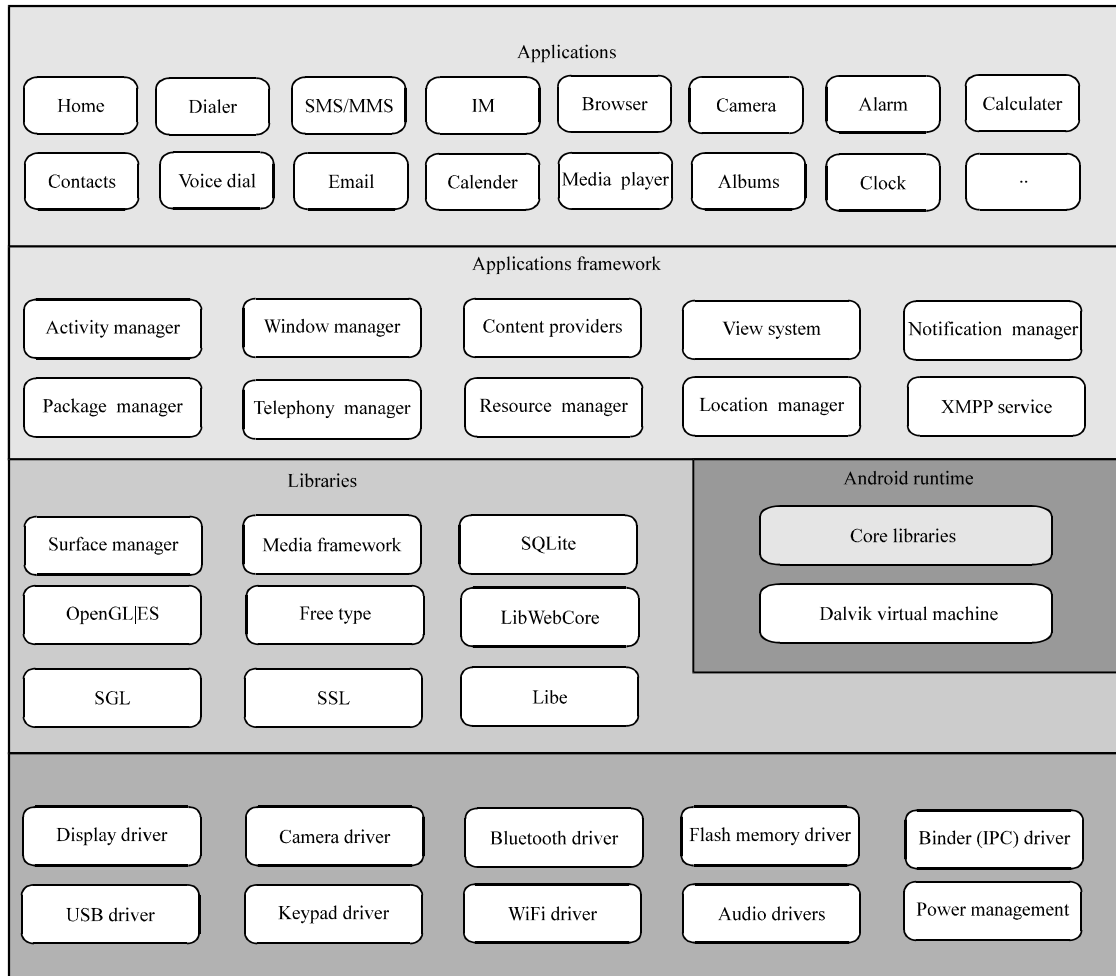 Applications
Home
Dialer
SMS/MMS
IM
Browser
Camera
Alarm
Calculater
Contacts
Voice dial
Email
Calender
Media player
Albums
Clock
..
Applications framework
Activity manager
Window manager
Content providers
View system
Notification manager
Package manager
Telephony manager
Resource manager
Location manager
XMPP service
Libraries
Surface manager
Media framework
SQLite
OpenGL|ES
Free type
LibWebCore
SGL
SSL
Libe
Android runtime
Core libraries
Dalvik virtual machine
Display driver
Camera driver
Bluetooth driver
Flash memory driver
Binder (IPC) driver
USB driver
Keypad driver
WiFi driver
Audio drivers
Power management